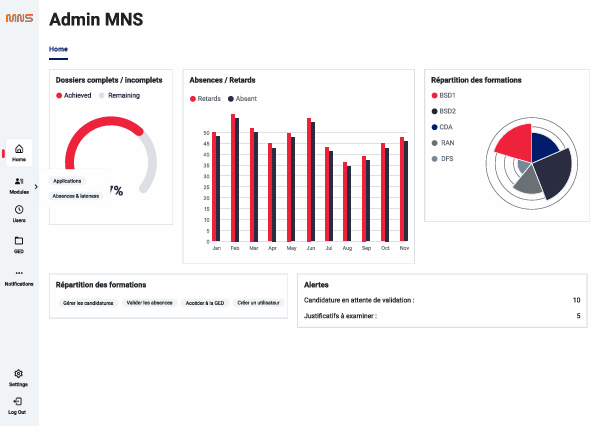 MNS
Admin MNS
Home
Dossiers complets / incomplets
Achieved Remaining
Applications
Absences & lateness
7%
Absences / Retards
Retards Absent
50
45
40
35
30
25
20
15
10
5
0
Jan Feb Mar Apr May Jun Jul Aug Sep Oct Nov
Répartition des formations
BSD1
BSD2
CDA
RAN
DFS
Home
Modules
Users
GED
Notifications
Settings
Log Out
Répartition des formations
Gérer les candidatures Valider les absences Accéder à la GED Créer un utilisateur
Alertes
Candidature en attente de validation : 10
Justificatifs à examiner : 5